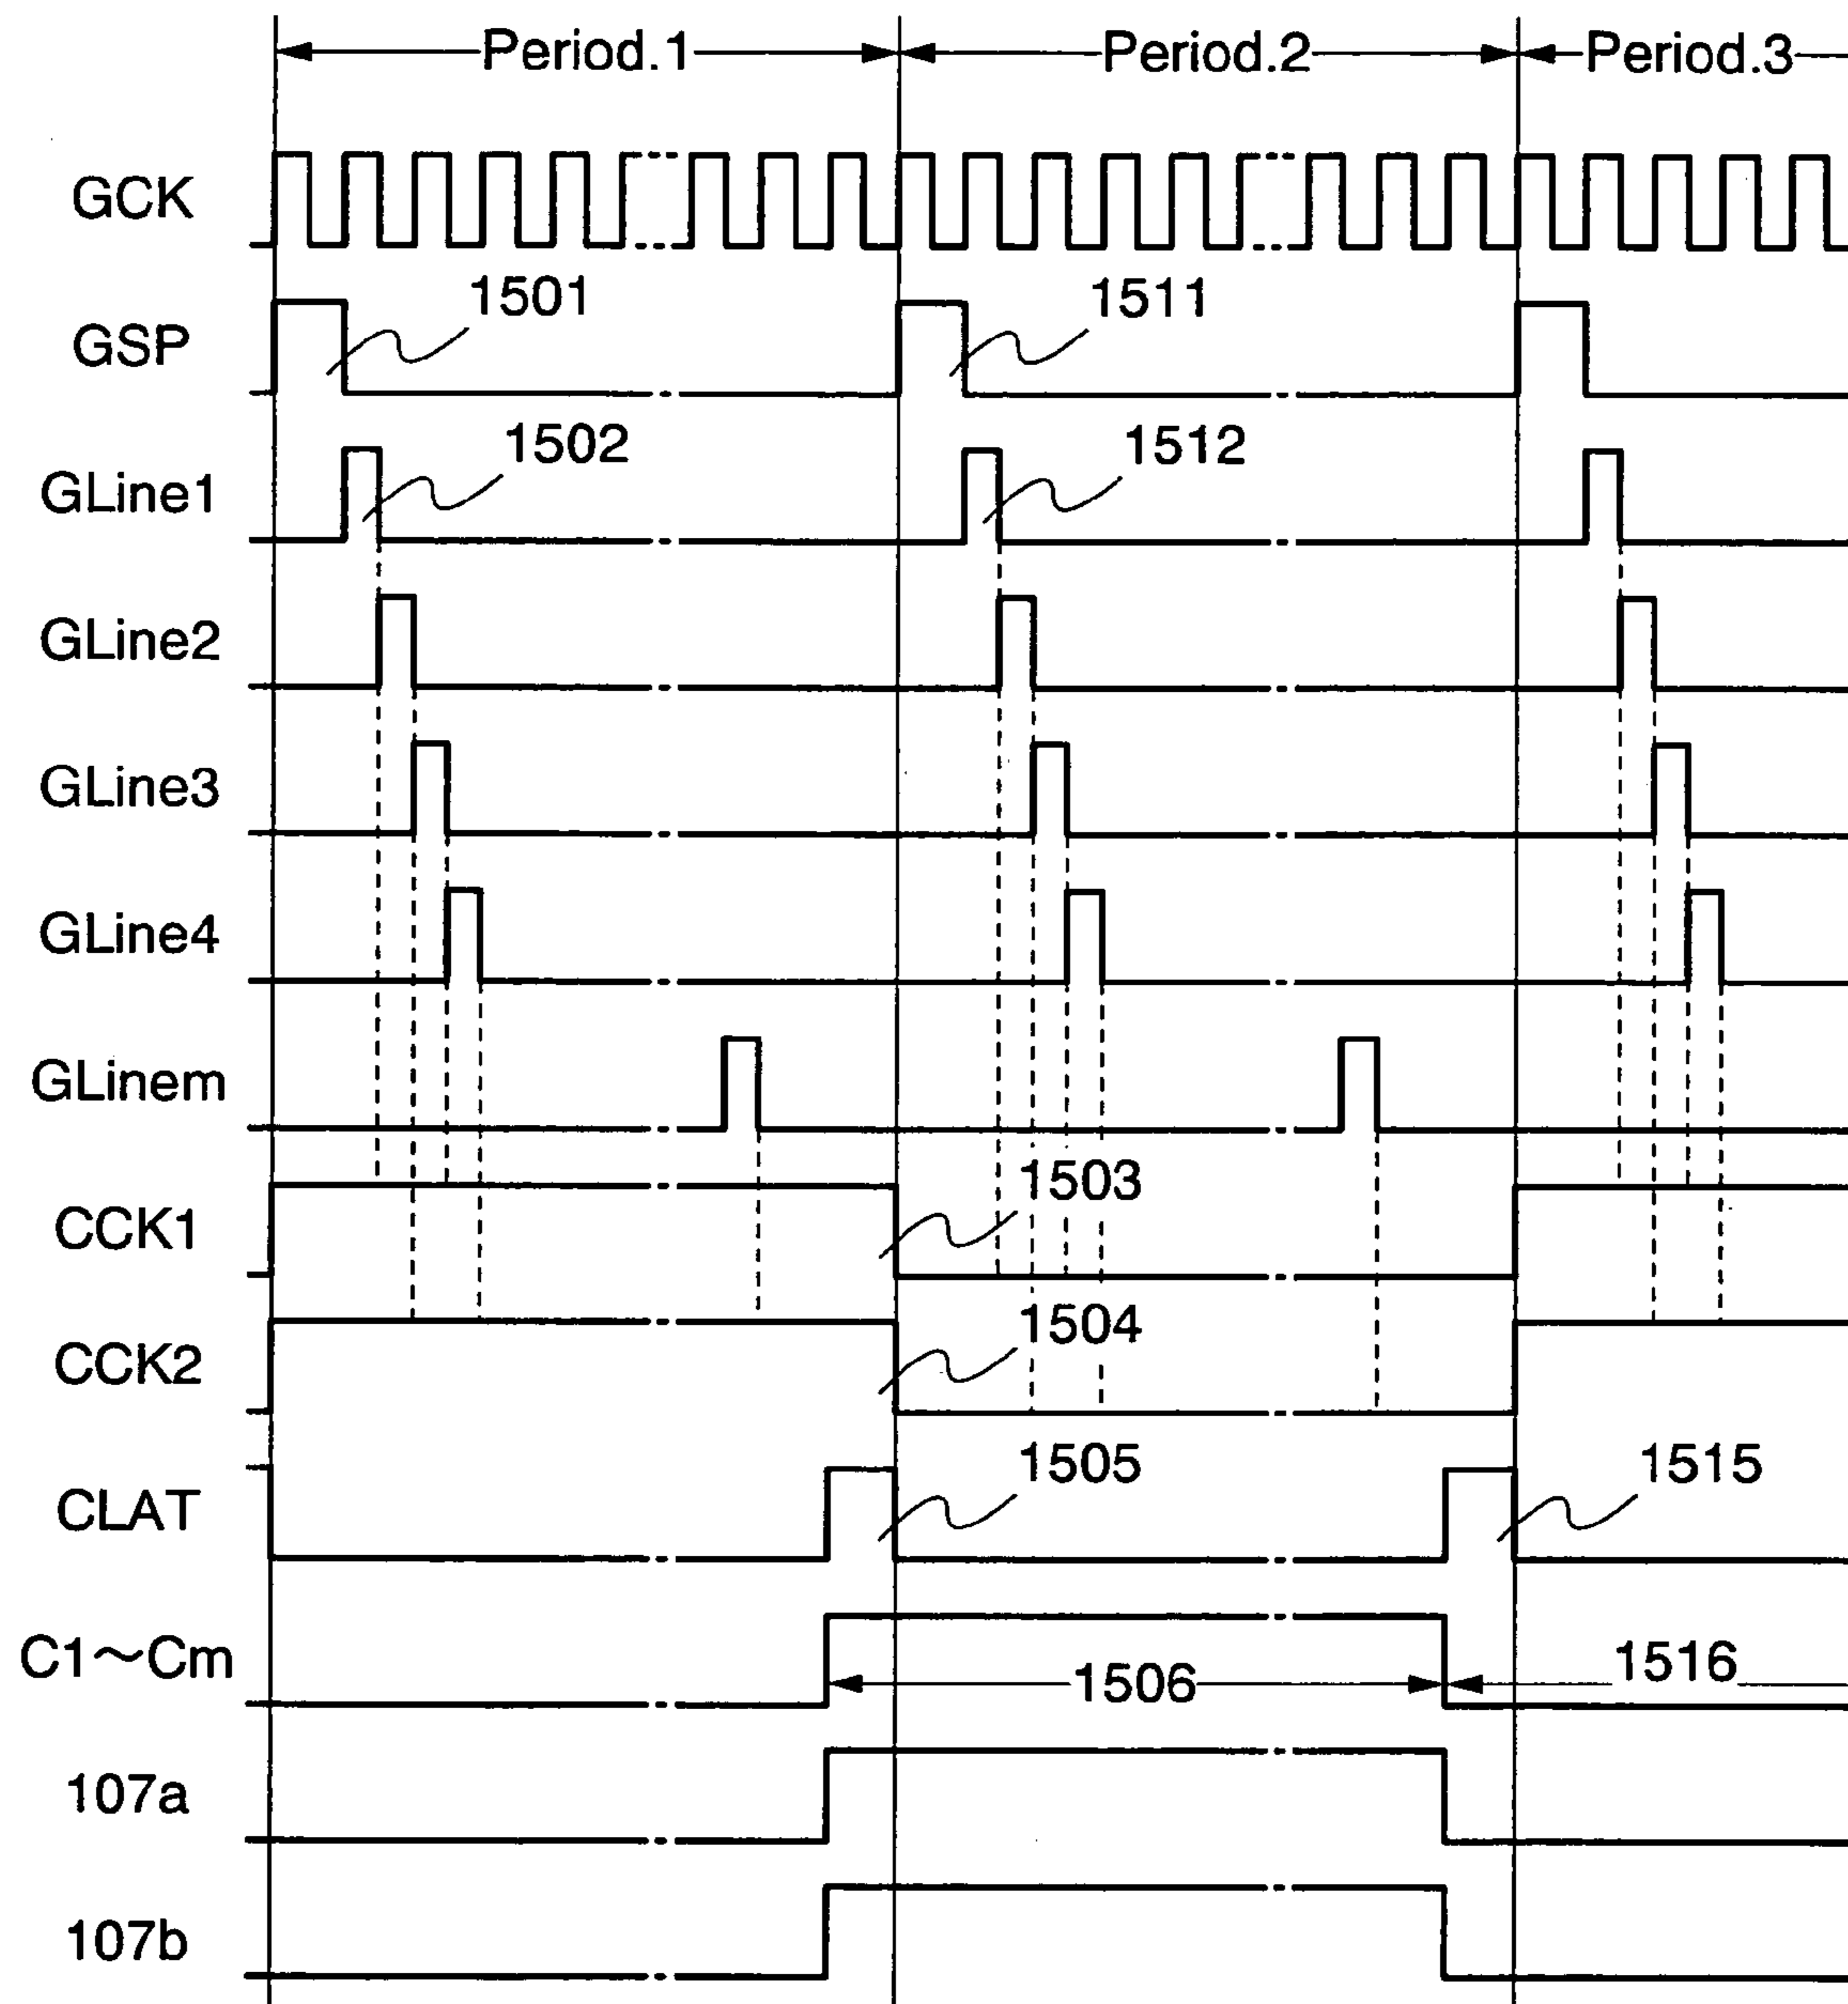 Period.1 Period.2 Period.3
GCK
1501 1511
GSP
1502 1512
GLine1
GLine2
GLine3
GLine4
GLinem
1503
CCK1
1504
CCK2
1505 1515
CLAT
C1～Cm 1506 1516
107a
107b